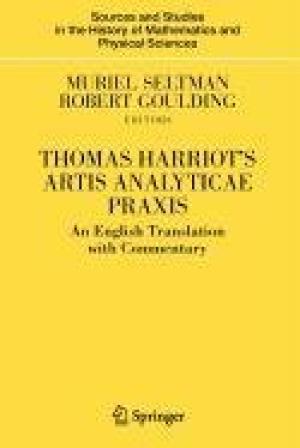 Sources and Studies
in the History of Mathematics and
Physical Sciences
MURIEL SELTMAN
ROBERT GOULDING
EDITORS
THOMAS HARRIOT'S
ARTIS ANALYTICAE
PRAXIS
An English Translation
with Commentary
Springer